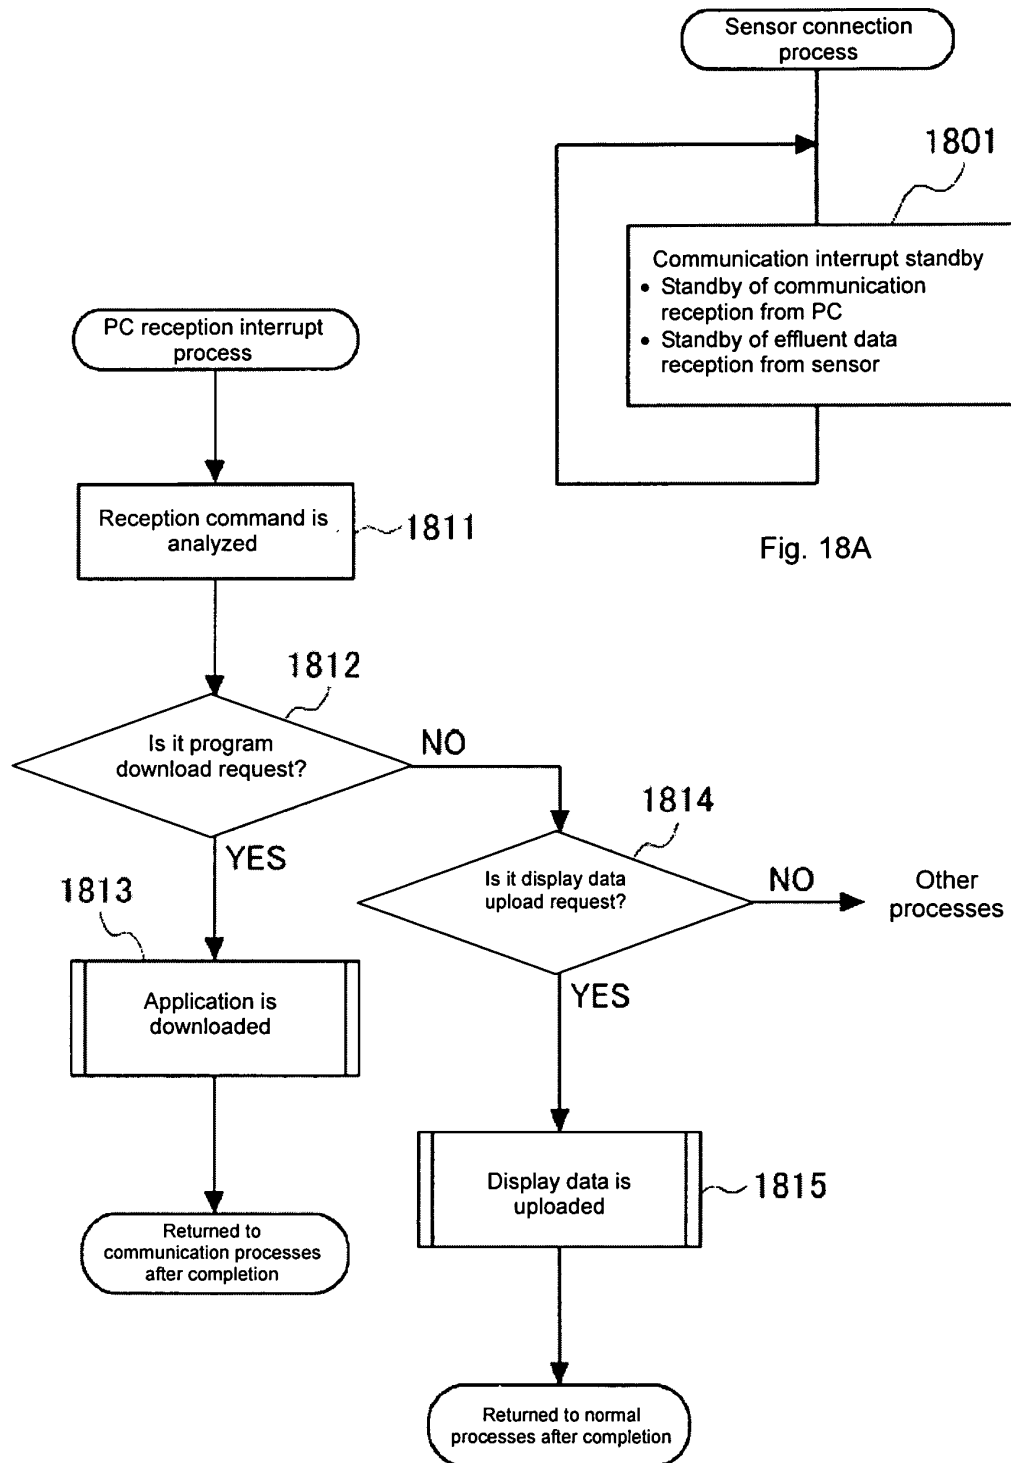 Sensor connection
process
1801
Communication interrupt standby
• Standby of communication
reception from PC
• Standby of effluent data
reception from sensor
Fig. 18A
PC reception interrupt
process
Reception command is
analyzed
1811
1812
Is it program
download request?
NO
YES
1814
Is it display data
upload request?
NO
Other
processes
YES
1813
Application is
downloaded
Display data is
uploaded
1815
Returned to
communication processes
after completion
Returned to normal
processes after completion